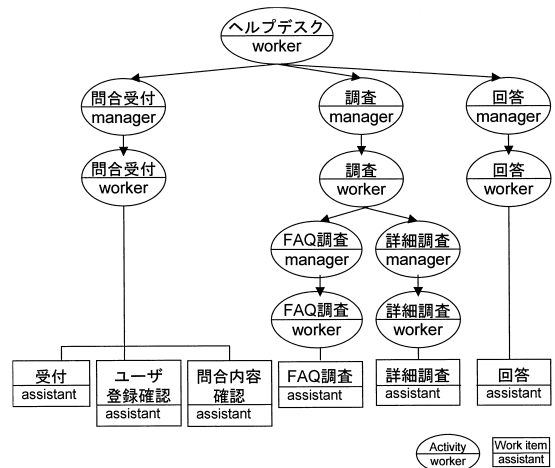 ヘルプデスク
worker
問合受付
manager
調査
manager
回答
manager
問合受付
worker
調査
worker
回答
worker
FAQ調査
manager
詳細調査
manager
FAQ調査
worker
詳細調査
worker
受付
assistant
ユーザ
登録確認
assistant
問合内容
確認
assistant
FAQ調査
assistant
詳細調査
assistant
回答
assistant
Activity
worker
Work item
assistant